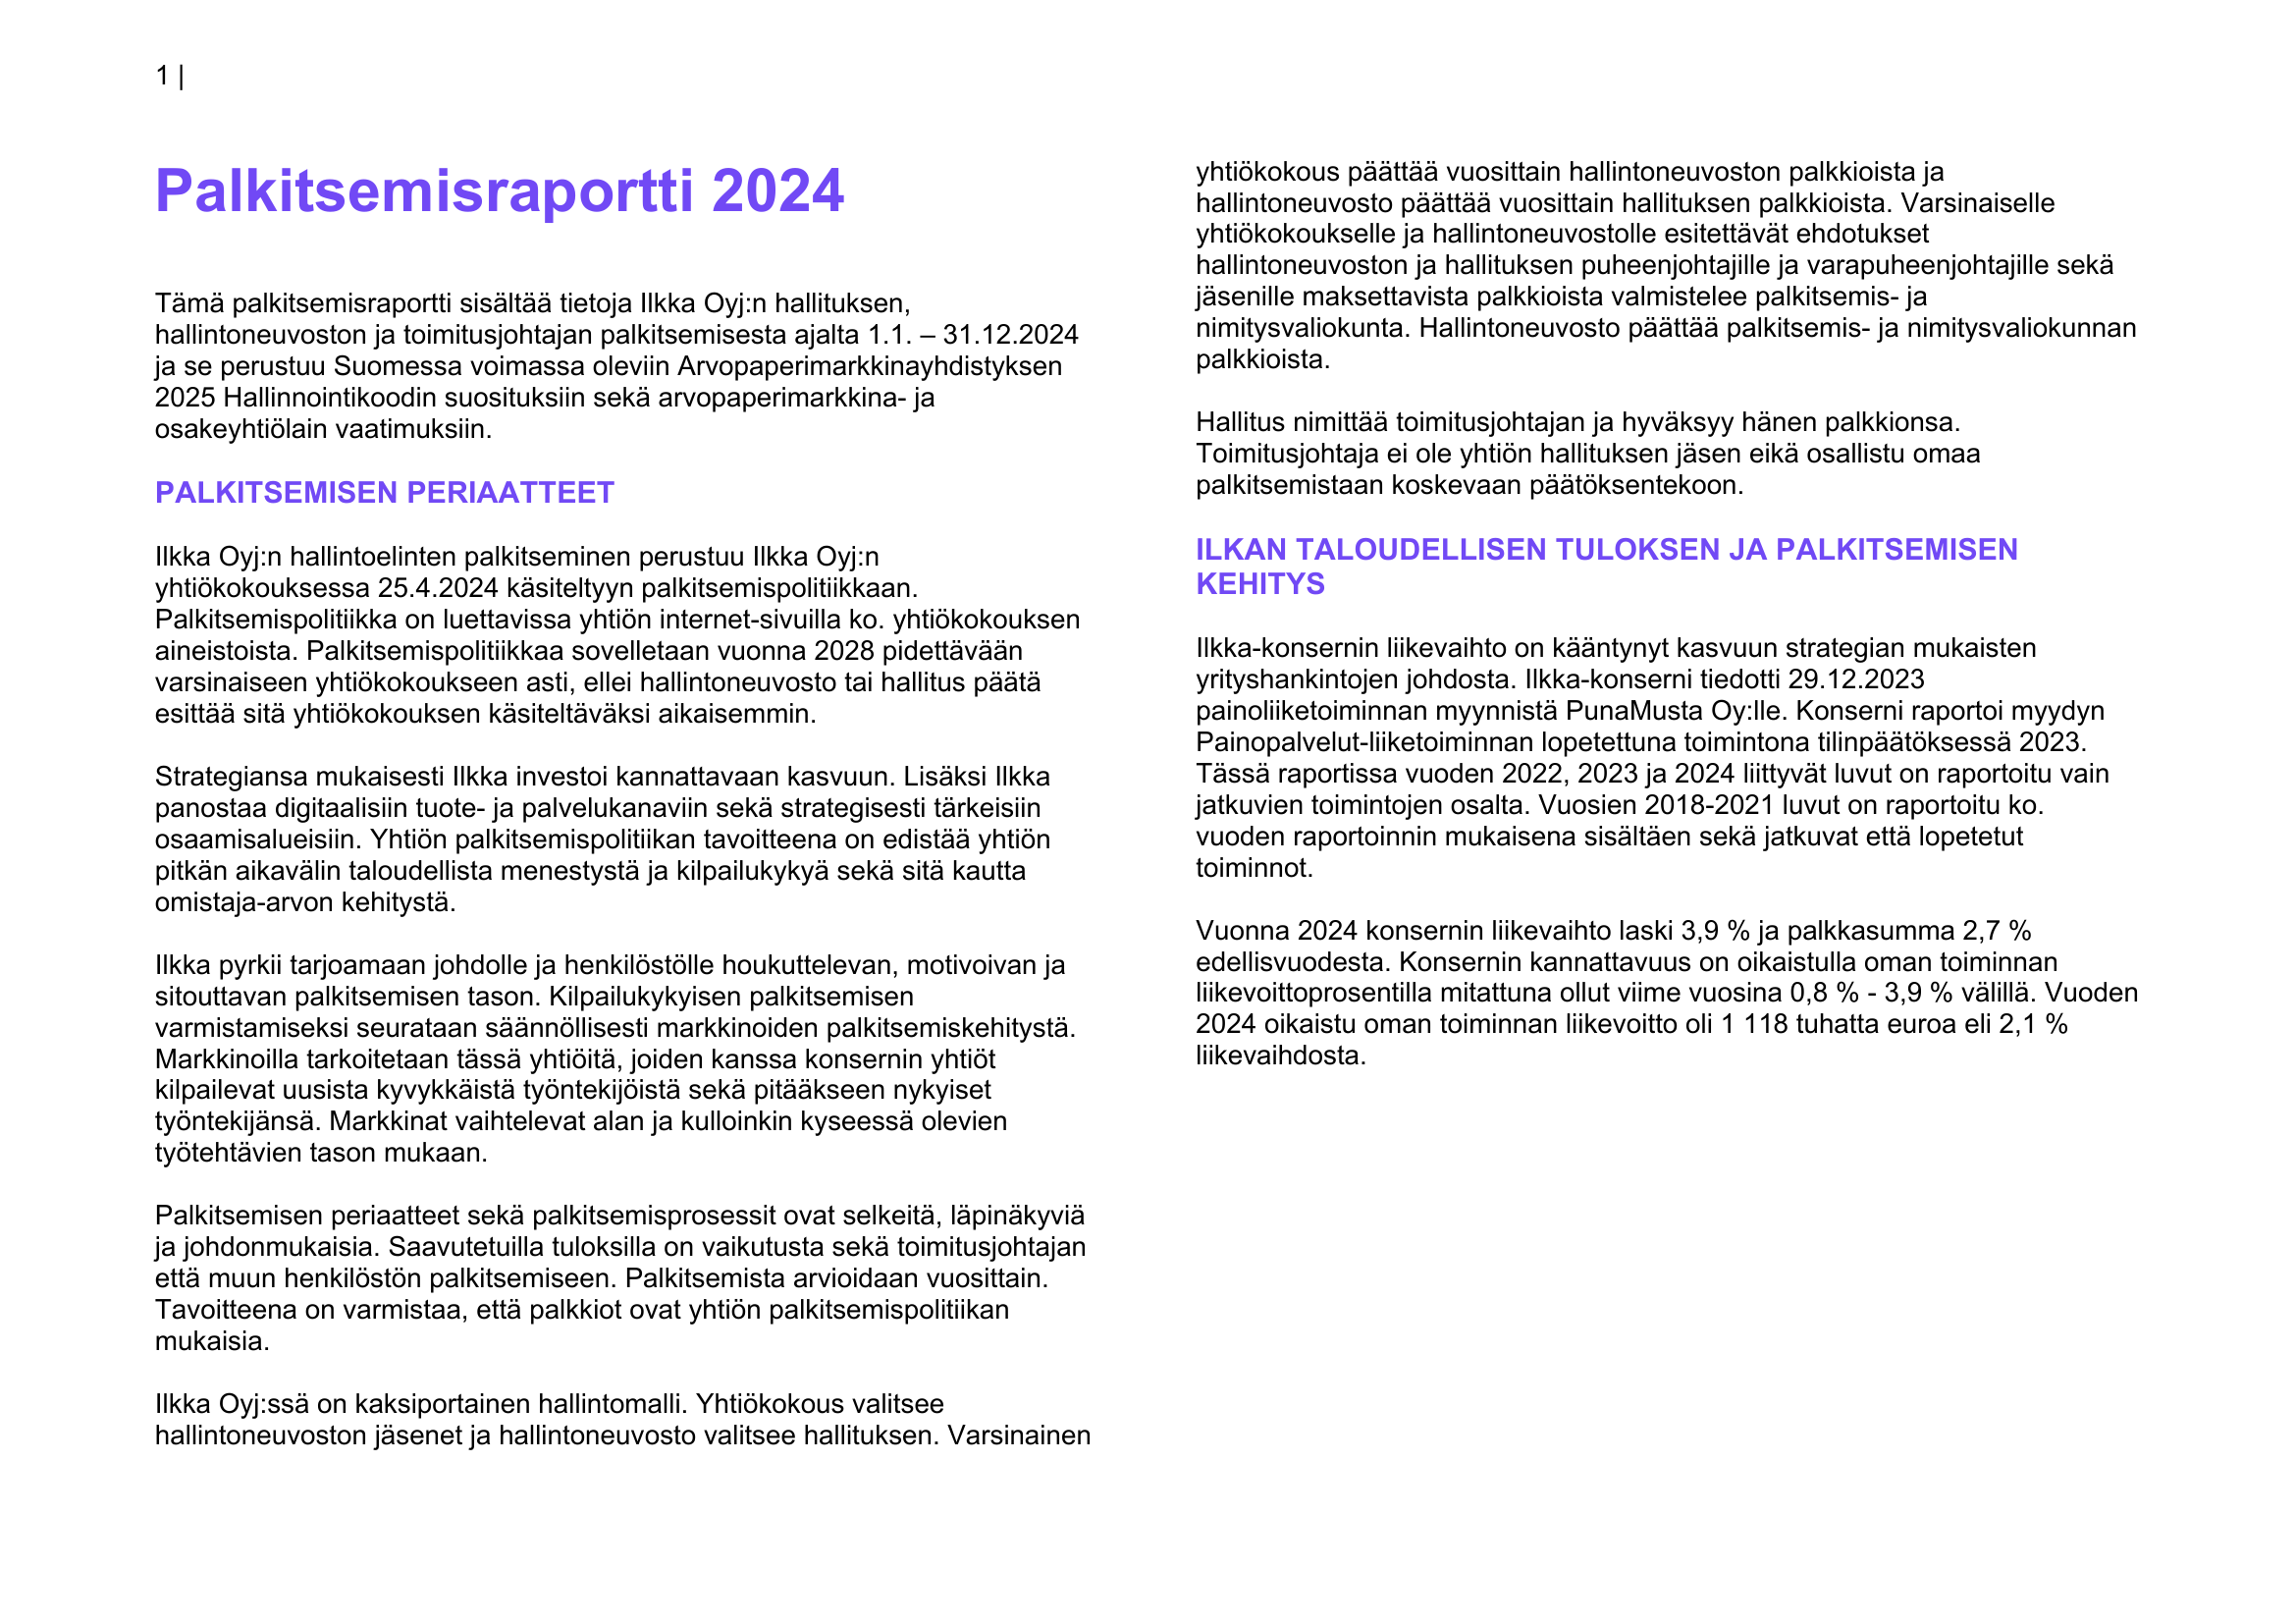 1 |
Palkitsemisraportti 2024
Tämä palkitsemisraportti sisältää tietoja Ilkka Oyj:n hallituksen,
hallintoneuvoston ja toimitusjohtajan palkitsemisesta ajalta 1.1. – 31.12.2024
ja se perustuu Suomessa voimassa oleviin Arvopaperimarkkinayhdistyksen
2025 Hallinnointikoodin suosituksiin sekä arvopaperimarkkina- ja
osakeyhtiölain vaatimuksiin.
PALKITSEMISEN PERIAATTEET
Ilkka Oyj:n hallintoelinten palkitseminen perustuu Ilkka Oyj:n
yhtiökokouksessa 25.4.2024 käsiteltyyn palkitsemispolitiikkaan.
Palkitsemispolitiikka on luettavissa yhtiön internet-sivuilla ko. yhtiökokouksen
aineistoista. Palkitsemispolitiikkaa sovelletaan vuonna 2028 pidettävään
varsinaiseen yhtiökokoukseen asti, ellei hallintoneuvosto tai hallitus päätä
esittää sitä yhtiökokouksen käsiteltäväksi aikaisemmin.
Strategiansa mukaisesti Ilkka investoi kannattavaan kasvuun. Lisäksi Ilkka
panostaa digitaalisiin tuote- ja palvelukanaviin sekä strategisesti tärkeisiin
osaamisalueisiin. Yhtiön palkitsemispolitiikan tavoitteena on edistää yhtiön
pitkän aikavälin taloudellista menestystä ja kilpailukykyä sekä sitä kautta
omistaja-arvon kehitystä.
Ilkka pyrkii tarjoamaan johdolle ja henkilöstölle houkuttelevan, motivoivan ja
sitouttavan palkitsemisen tason. Kilpailukykyisen palkitsemisen
varmistamiseksi seurataan säännöllisesti markkinoiden palkitsemiskehitystä.
Markkinoilla tarkoitetaan tässä yhtiöitä, joiden kanssa konsernin yhtiöt
kilpailevat uusista kyvykkäistä työntekijöistä sekä pitääkseen nykyiset
työntekijänsä. Markkinat vaihtelevat alan ja kulloinkin kyseessä olevien
työtehtävien tason mukaan.
Palkitsemisen periaatteet sekä palkitsemisprosessit ovat selkeitä, läpinäkyviä
ja johdonmukaisia. Saavutetuilla tuloksilla on vaikutusta sekä toimitusjohtajan
että muun henkilöstön palkitsemiseen. Palkitsemista arvioidaan vuosittain.
Tavoitteena on varmistaa, että palkkiot ovat yhtiön palkitsemispolitiikan
mukaisia.
Ilkka Oyj:ssä on kaksiportainen hallintomalli. Yhtiökokous valitsee
hallintoneuvoston jäsenet ja hallintoneuvosto valitsee hallituksen. Varsinainen
yhtiökokous päättää vuosittain hallintoneuvoston palkkioista ja
hallintoneuvosto päättää vuosittain hallituksen palkkioista. Varsinaiselle
yhtiökokoukselle ja hallintoneuvostolle esitettävät ehdotukset
hallintoneuvoston ja hallituksen puheenjohtajille ja varapuheenjohtajille sekä
jäsenille maksettavista palkkioista valmistelee palkitsemis- ja
nimitysvaliokunta. Hallintoneuvosto päättää palkitsemis- ja nimitysvaliokunnan
palkkioista.
Hallitus nimittää toimitusjohtajan ja hyväksyy hänen palkkionsa.
Toimitusjohtaja ei ole yhtiön hallituksen jäsen eikä osallistu omaa
palkitsemistaan koskevaan päätöksentekoon.
ILKAN TALOUDELLISEN TULOKSEN JA PALKITSEMISEN
KEHITYS
Ilkka-konsernin liikevaihto on kääntynyt kasvuun strategian mukaisten
yrityshankintojen johdosta. Ilkka-konserni tiedotti 29.12.2023
painoliiketoiminnan myynnistä PunaMusta Oy:lle. Konserni raportoi myydyn
Painopalvelut-liiketoiminnan lopetettuna toimintona tilinpäätöksessä 2023.
Tässä raportissa vuoden 2022, 2023 ja 2024 liittyvät luvut on raportoitu vain
jatkuvien toimintojen osalta. Vuosien 2018-2021 luvut on raportoitu ko.
vuoden raportoinnin mukaisena sisältäen sekä jatkuvat että lopetetut
toiminnot.
Vuonna 2024 konsernin liikevaihto laski 3,9 % ja palkkasumma 2,7 %
edellisvuodesta. Konsernin kannattavuus on oikaistulla oman toiminnan
liikevoittoprosentilla mitattuna ollut viime vuosina 0,8 % - 3,9 % välillä. Vuoden
2024 oikaistu oman toiminnan liikevoitto oli 1 118 tuhatta euroa eli 2,1 %
liikevaihdosta.